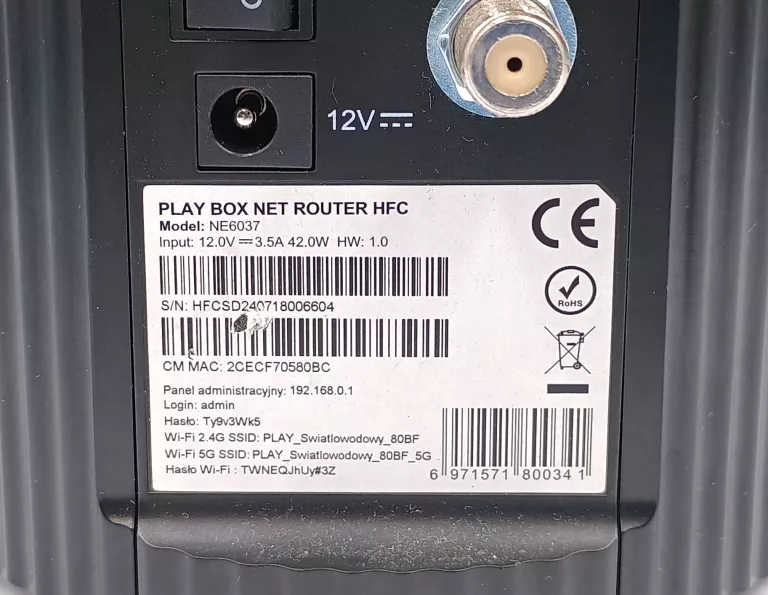 12V
PLAY BOX NET ROUTER HFC
Model: NE6037
Input: 12.0V 3.5A 42.0W HW: 1.0
CE
S/N: HFCSD240718006604
RoHS
CM MAC: 2CECF70580BC
Panel administracyjny: 192.168.0.1
Login: admin
Hasło: Ty9v3Wk5
Wi-Fi 2.4G SSID: PLAY_Swiatlowodowy_80BF
Wi-Fi 5G SSID: PLAY_Swiatlowodowy_80BF_5G
Hasło Wi-Fi : TWNEQJhUy#3Z
6 971571 800341